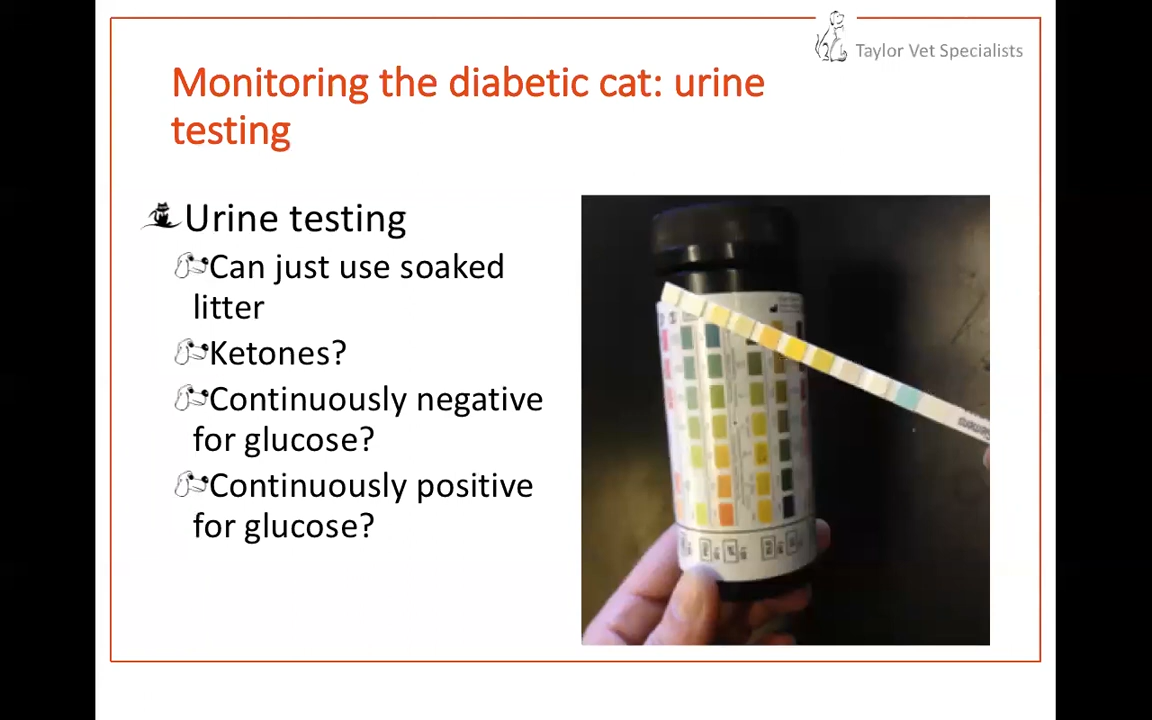 Taylor Vet Specialists
Monitoring the diabetic cat: urine
testing
Urine testing
Can just use soaked
litter
Ketones?
Continuously negative
for glucose?
Continuously positive
for glucose?